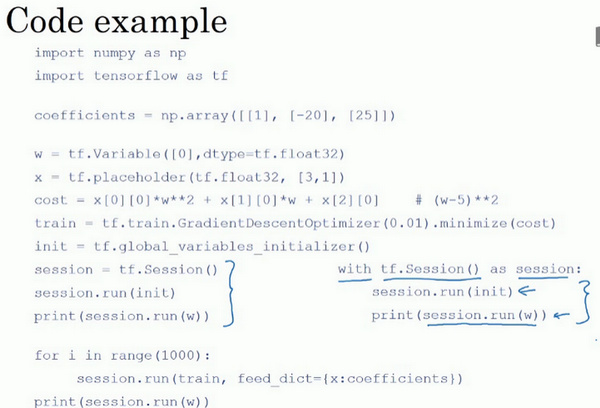 Code example
import numpy as np
import tensorflow as tf
coefficients = np.array([[1], [-20], [25]])
w = tf.Variable([0],dtype=tf.float32)
x = tf.placeholder(tf.float32, [3,1])
cost = x[0][0]*w**2 + x[1][0]*w + x[2][0]    # (w-5)**2
train = tf.train.GradientDescentOptimizer(0.01).minimize(cost)
init = tf.global_variables_initializer()
session = tf.Session()
session.run(init)
print(session.run(w))
with tf.Session() as session:
session.run(init)
print(session.run(w))
for i in range(1000):
session.run(train, feed_dict={x:coefficients})
print(session.run(w))